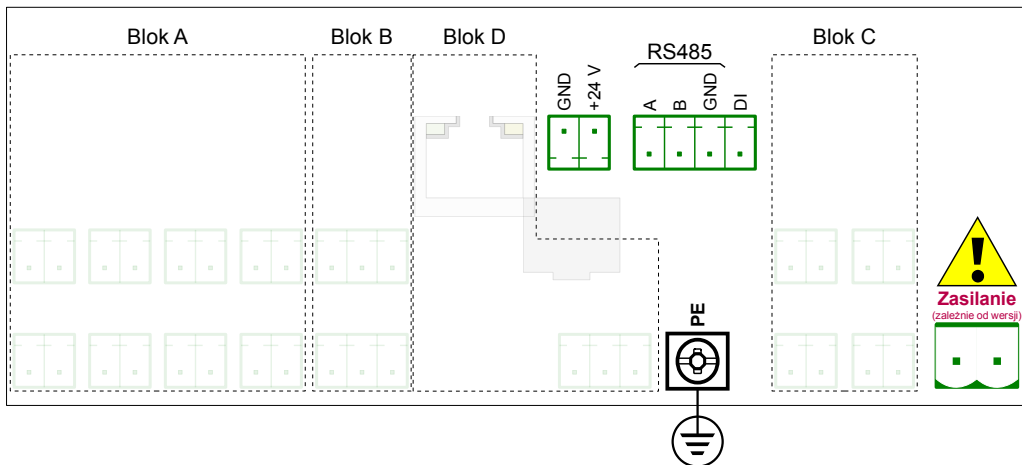 Blok A
Blok B
Blok D
Blok C
RS485
GND
+24 V
A
B
GND
DI
Zasilanie
(zależnie od wersji)
PE